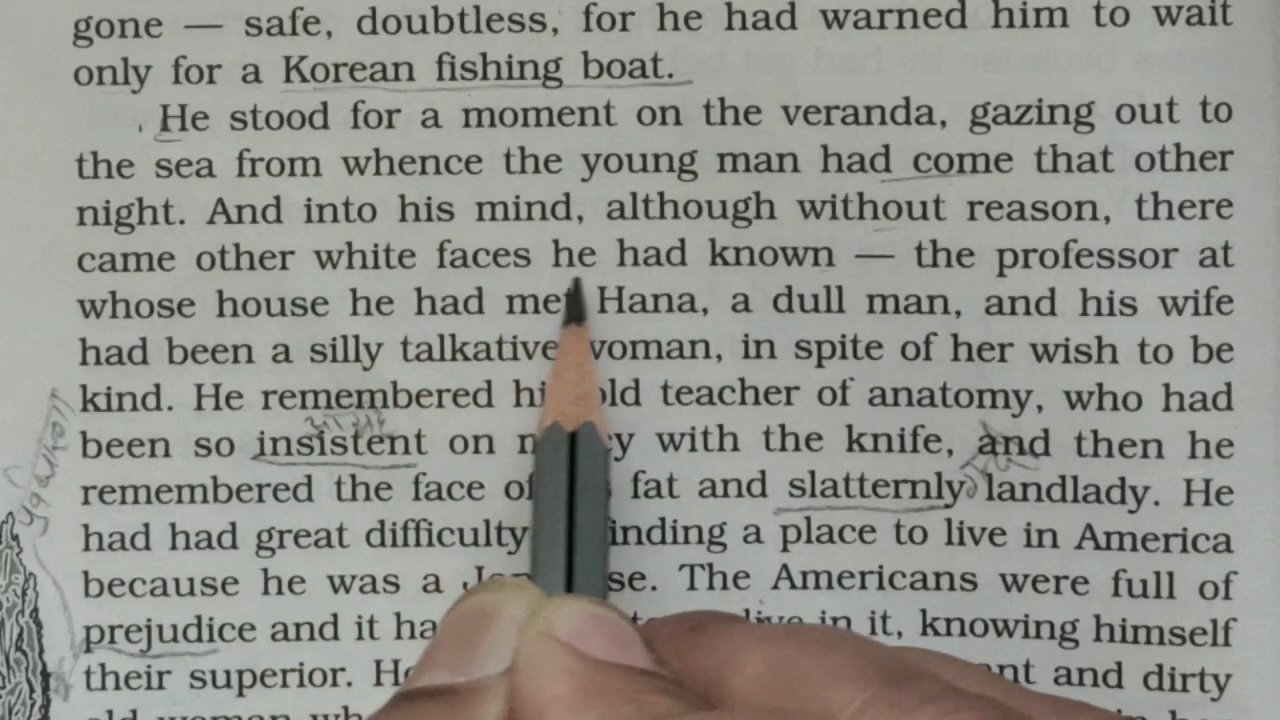 gone — safe, doubtless, for he had warned him to wait
only for a Korean fishing boat.
He stood for a moment on the veranda, gazing out to
the sea from whence the young man had come that other
night. And into his mind, although without reason, there
came other white faces he had known — the professor at
whose house he had met Hana, a dull man, and his wife
had been a silly talkative woman, in spite of her wish to be
kind. He remembered his old teacher of anatomy, who had
been so insistent on with the knife, and then he
remembered the face of fat and slatternly landlady. He
had had great difficulty finding a place to live in America
because he was a The Americans were full of
prejudice and it live in it, knowing himself
their superior. and dirty
old woman